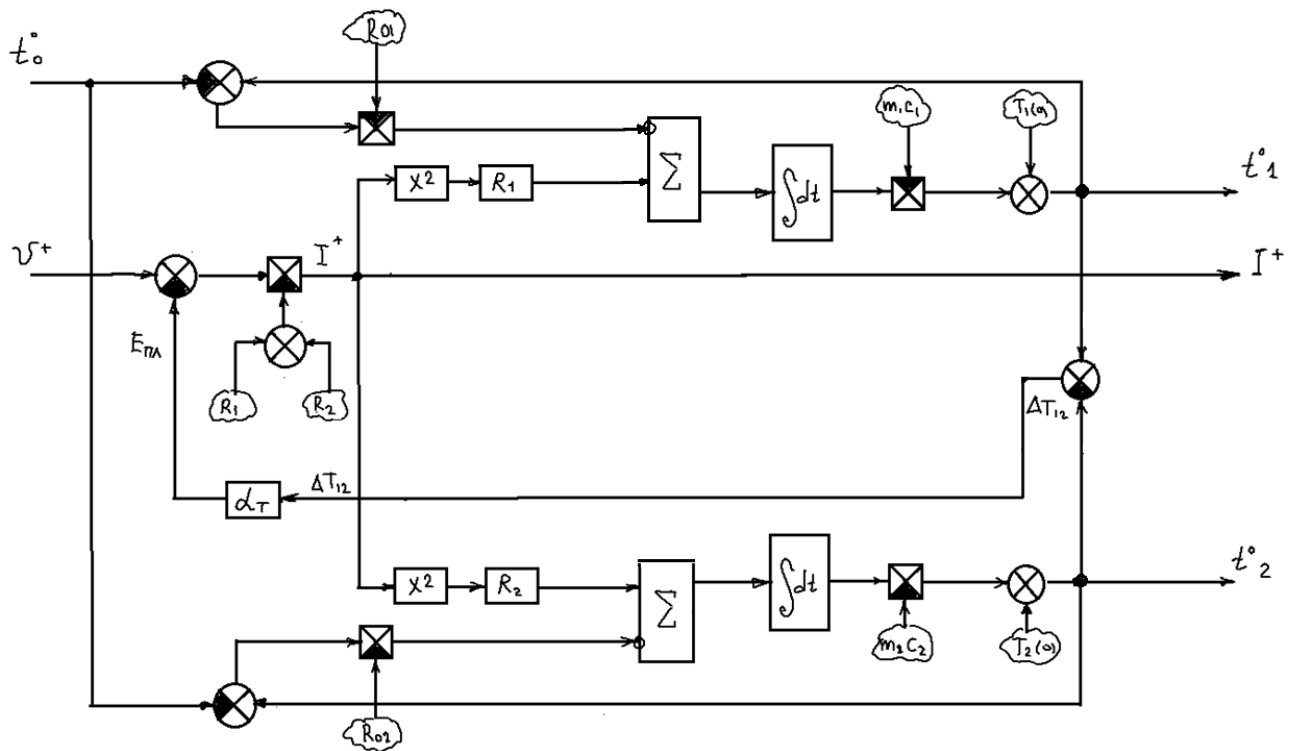 R01
t°₀
m₁c₁
T₁(0)
Σ
∫dt
X²
R₁
t°1
U⁺
I⁺
I⁺
Eпл
R₁
R₂
ΔT₁₂
ΔT₁₂
α_T
X²
R₂
Σ
∫dt
t°2
m₂C₂
T₂(0)
R₀₂